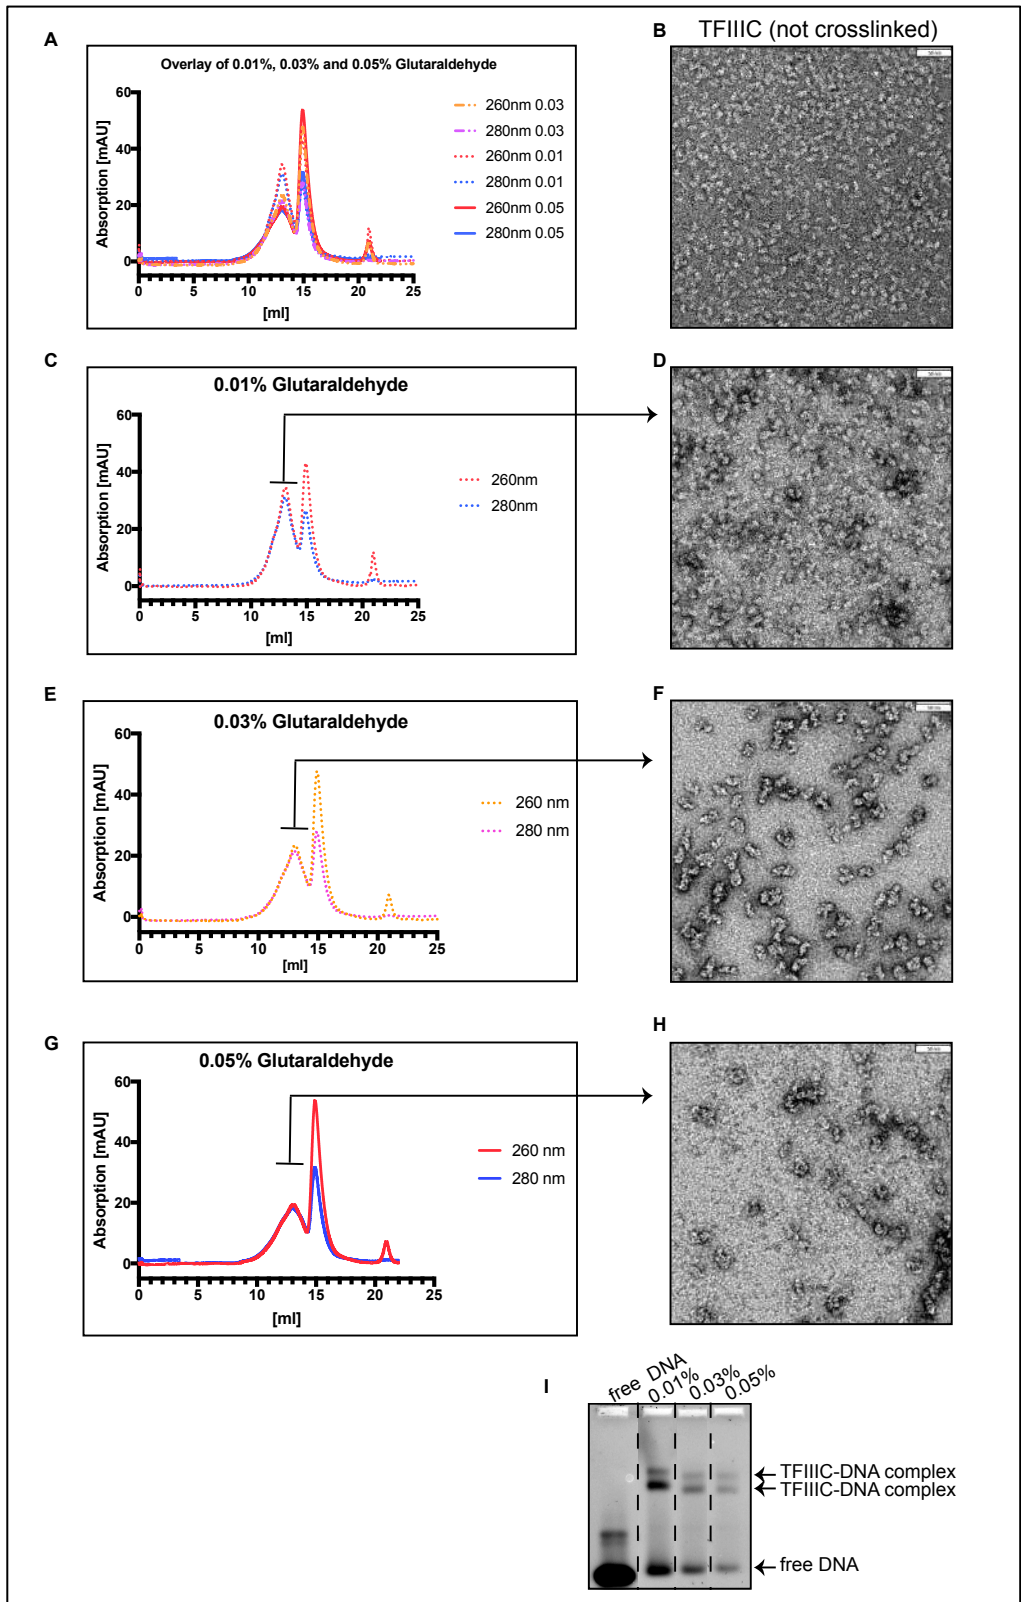 A
Overlay of 0.01%, 0.03% and 0.05% Glutaraldehyde
Absorption [mAU]
60
40
20
0
0 5 10 15 20 25
[ml]
260nm 0.03
280nm 0.03
260nm 0.01
280nm 0.01
260nm 0.05
280nm 0.05
B
TFIIIC (not crosslinked)
C
0.01% Glutaraldehyde
Absorption [mAU]
60
40
20
0
0 5 10 15 20 25
[ml]
260nm
280nm
D
E
0.03% Glutaraldehyde
Absorption [mAU]
60
40
20
0
0 5 10 15 20 25
[ml]
260 nm
280 nm
F
G
0.05% Glutaraldehyde
Absorption [mAU]
60
40
20
0
0 5 10 15 20 25
[ml]
260 nm
280 nm
H
I
free DNA
0.01%
0.03%
0.05%
TFIIIC-DNA complex
TFIIIC-DNA complex
free DNA